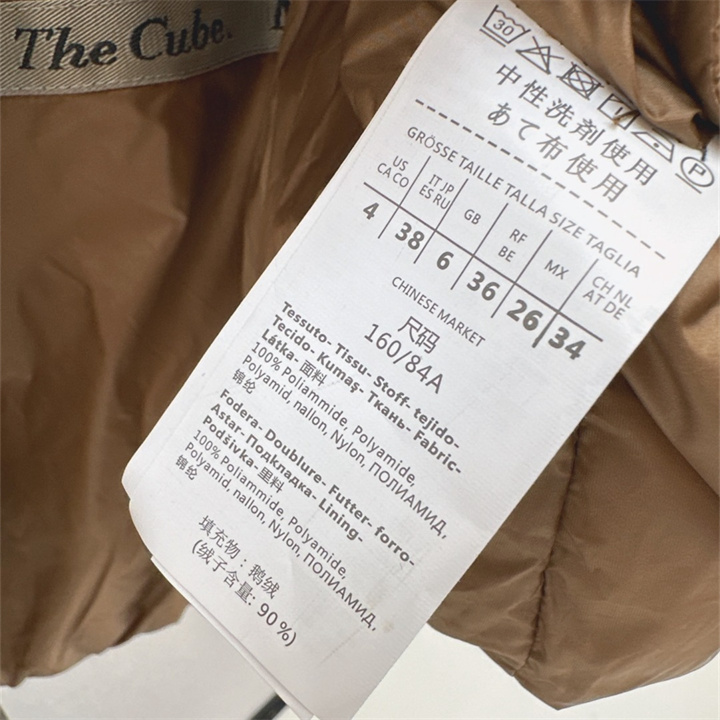 The Cube.
30
P
中性洗剤使用
あて布使用
GRÖSSE TAILLE TALLA SIZE TAGLIA
US CA CO
IT JP ES RU
GB
RF BE
MX
CH NL AT DE
4
38
6
36
26
34
CHINESE MARKET
尺码
160/84A
Tessuto- Tissu- Stoff- tejido-
Tecido- Kumaş- Ткань- Fabric-
Látka- 面料
100% Poliammide, Polyamide,
Polyamid, nailon, Nylon, ПОЛИАМИД,
锦纶
Fodera- Doublure- Futter- forro-
Astar- Подкладка- Lining-
Podšívka- 里料
100% Poliammide, Polyamide,
Polyamid, nailon, Nylon, ПОЛИАМИД,
锦纶
填充物：鹅绒
(绒子含量: 90%)